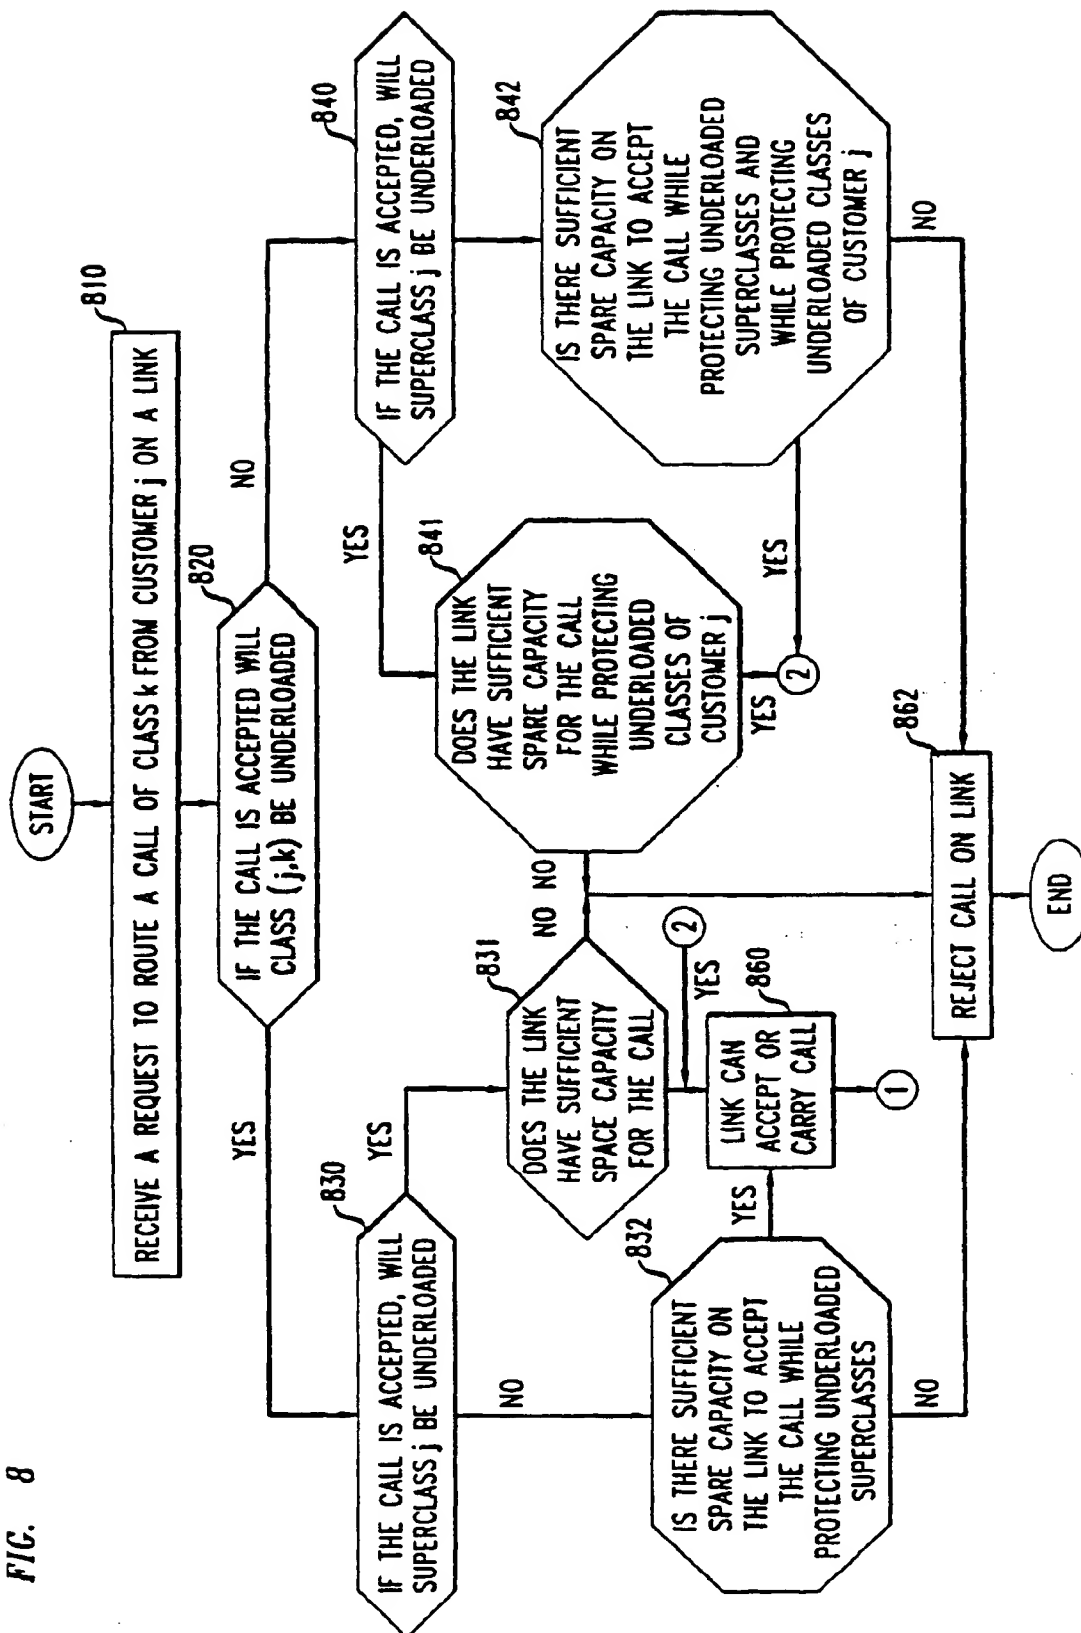 FIG. 8
START
810
RECEIVE A REQUEST TO ROUTE A CALL OF CLASS k FROM CUSTOMER j ON A LINK
820
IF THE CALL IS ACCEPTED WILL
CLASS (j,k) BE UNDERLOADED
YES
NO
830
IF THE CALL IS ACCEPTED, WILL
SUPERCLASS j BE UNDERLOADED
YES
NO
840
IF THE CALL IS ACCEPTED, WILL
SUPERCLASS j BE UNDERLOADED
YES
831
DOES THE LINK
HAVE SUFFICIENT
SPACE CAPACITY
FOR THE CALL
NO
841
DOES THE LINK
HAVE SUFFICIENT
SPARE CAPACITY
FOR THE CALL
WHILE PROTECTING
UNDERLOADED
CLASSES OF
CUSTOMER j
NO
YES
2
842
IS THERE SUFFICIENT
SPARE CAPACITY ON
THE LINK TO ACCEPT
THE CALL WHILE
PROTECTING UNDERLOADED
SUPERCLASSES AND
WHILE PROTECTING
UNDERLOADED CLASSES
OF CUSTOMER j
YES
NO
832
IS THERE SUFFICIENT
SPARE CAPACITY ON
THE LINK TO ACCEPT
THE CALL WHILE
PROTECTING UNDERLOADED
SUPERCLASSES
YES
NO
2
YES
860
LINK CAN
ACCEPT OR
CARRY CALL
1
862
REJECT CALL ON LINK
END